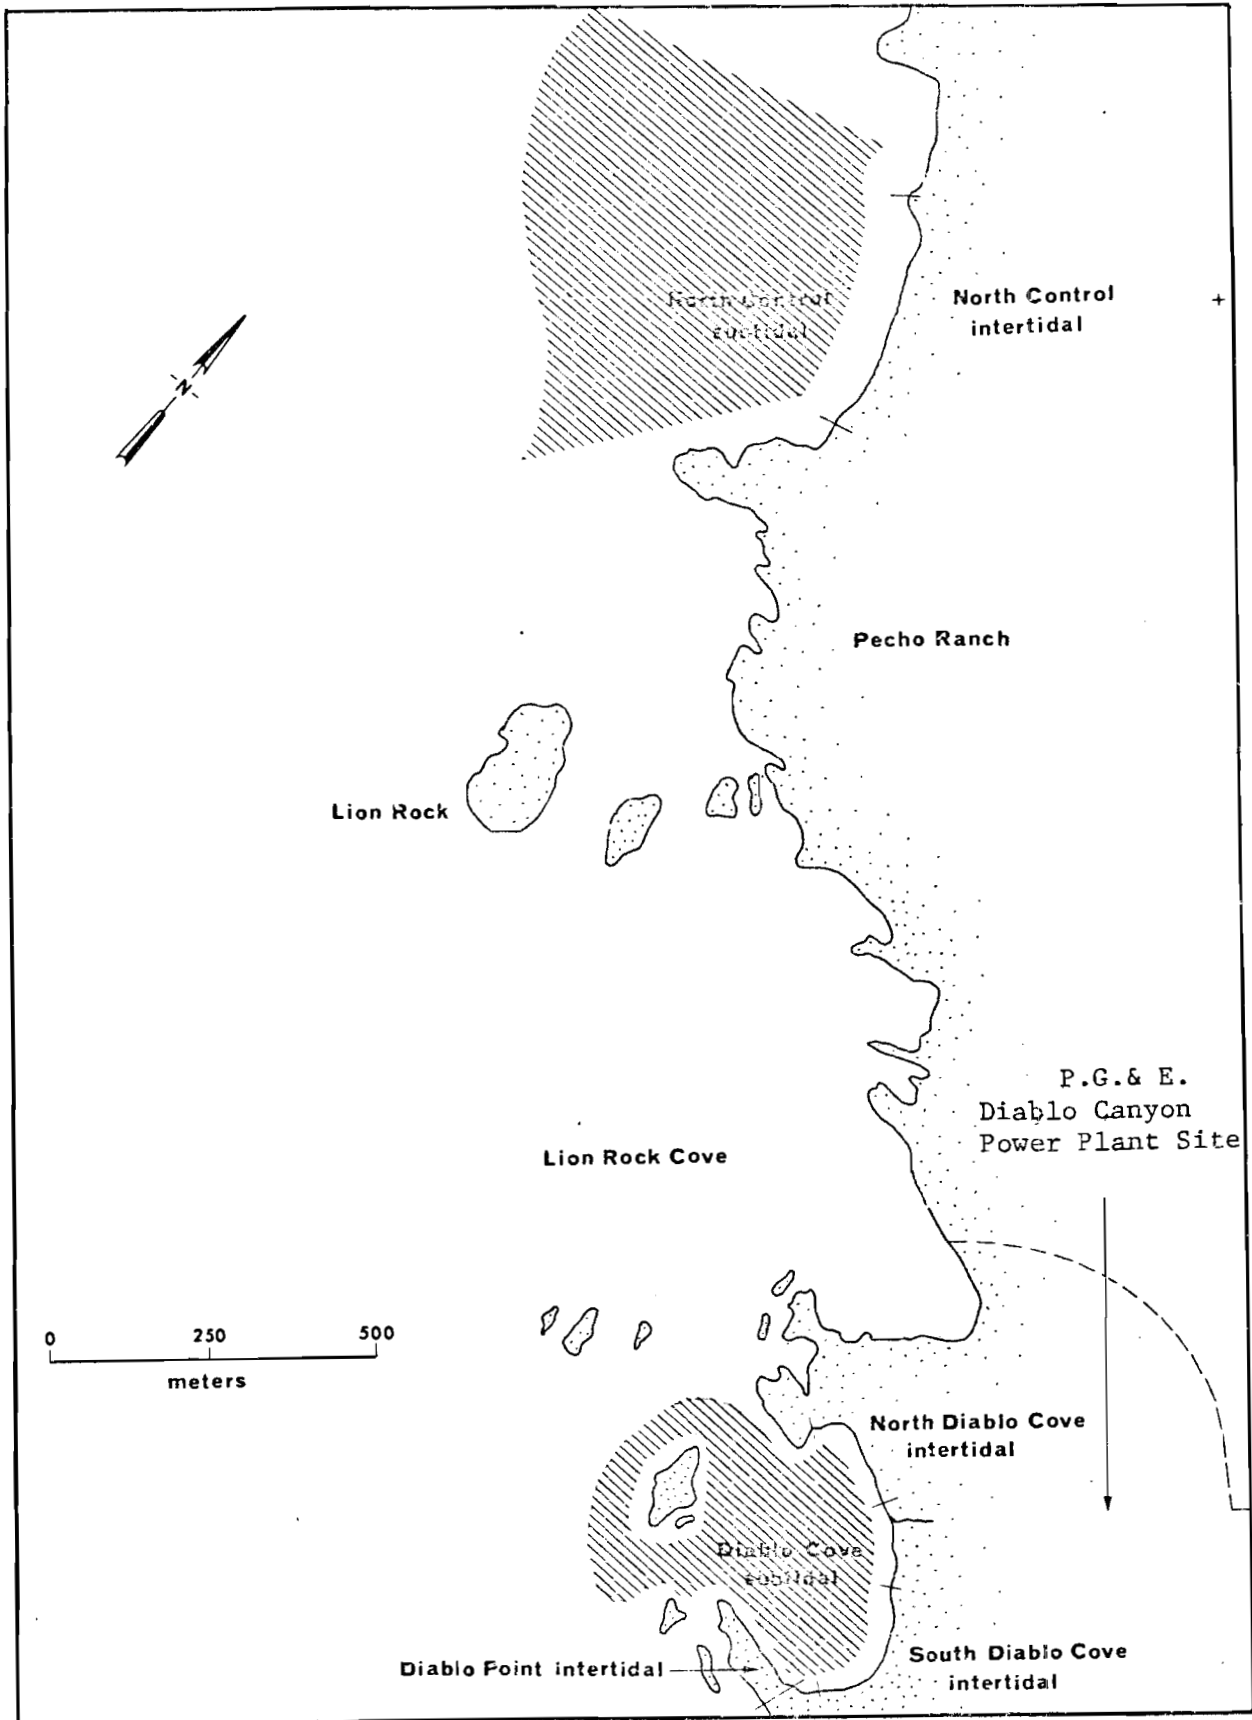 North Control
subtidal
North Control
intertidal
N
Pecho Ranch
Lion Rock
P.G.& E.
Diablo Canyon
Power Plant Site
Lion Rock Cove
0 250 500
meters
North Diablo Cove
intertidal
Diablo Cove
subtidal
South Diablo Cove
intertidal
Diablo Point intertidal